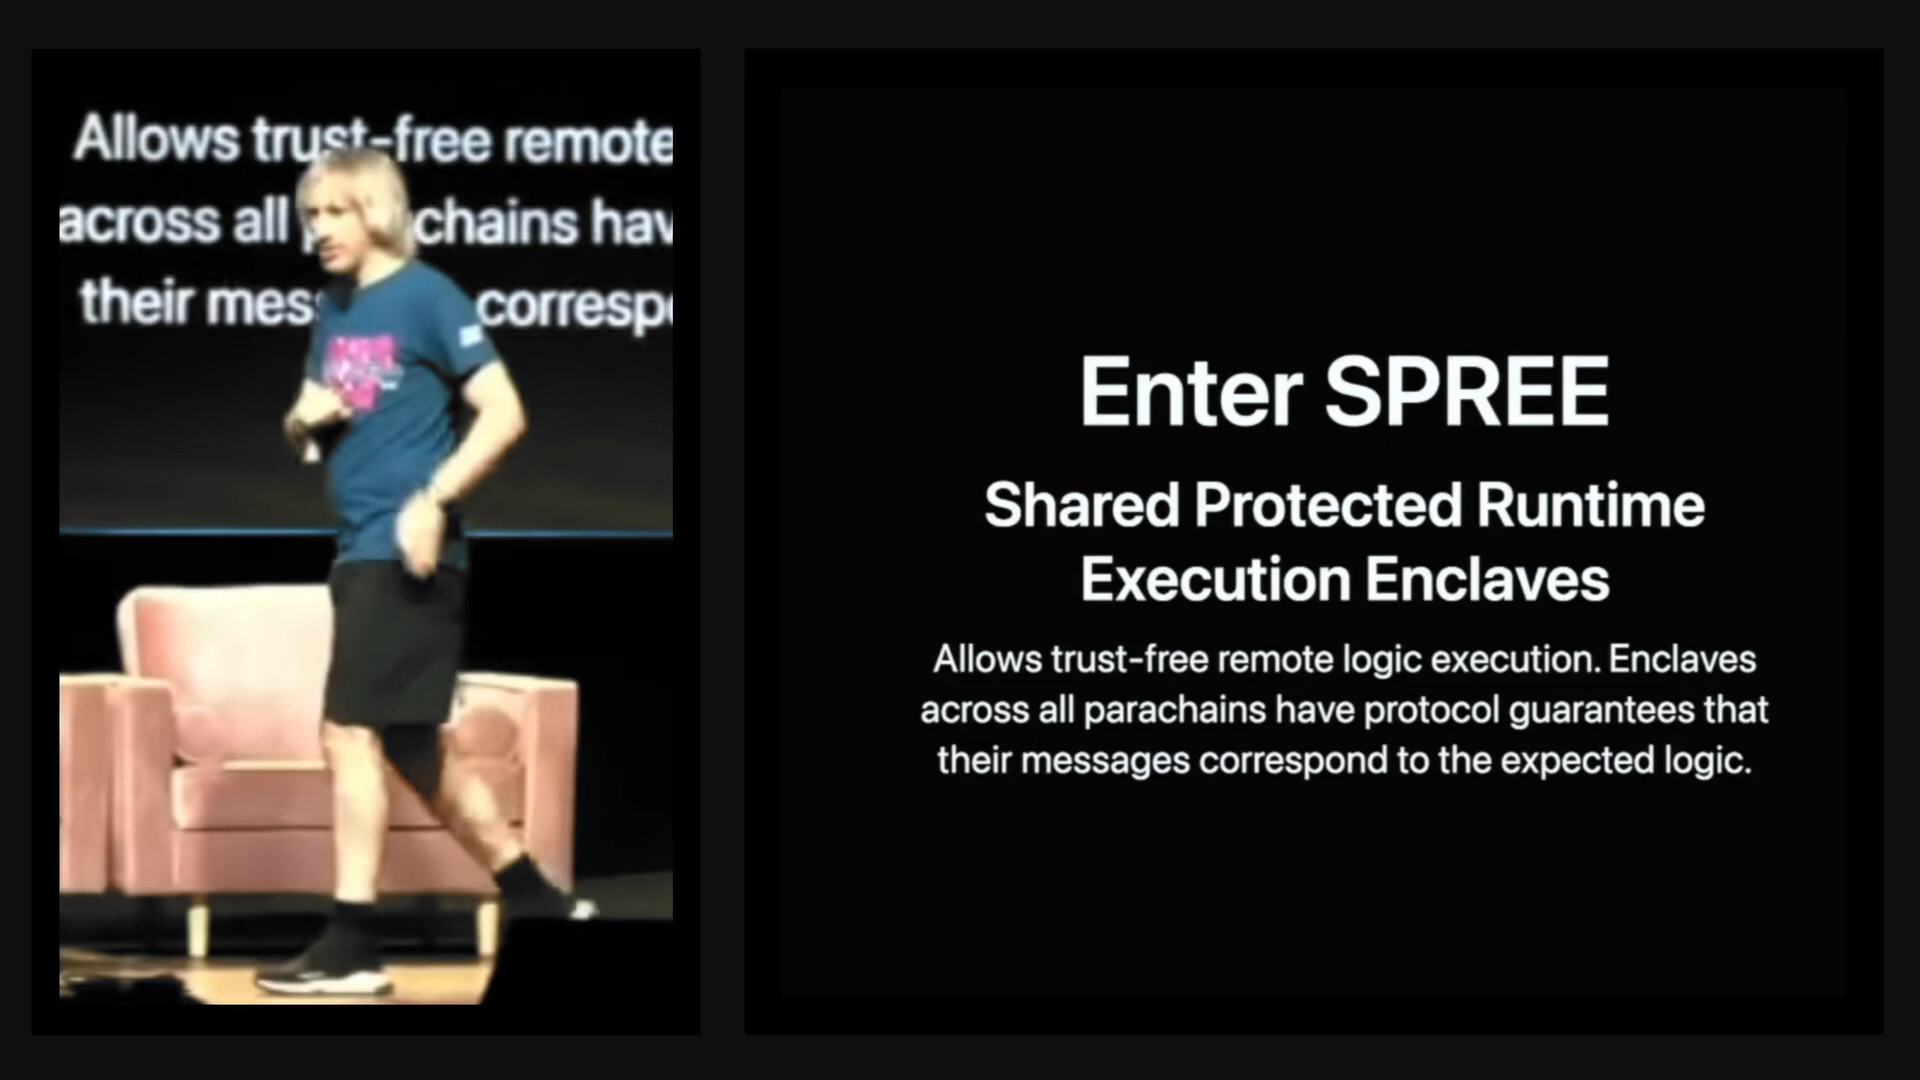 Allows trust-free remote
across all chains hav
their mess corresp
Enter SPREE
Shared Protected Runtime
Execution Enclaves
Allows trust-free remote logic execution. Enclaves
across all parachains have protocol guarantees that
their messages correspond to the expected logic.